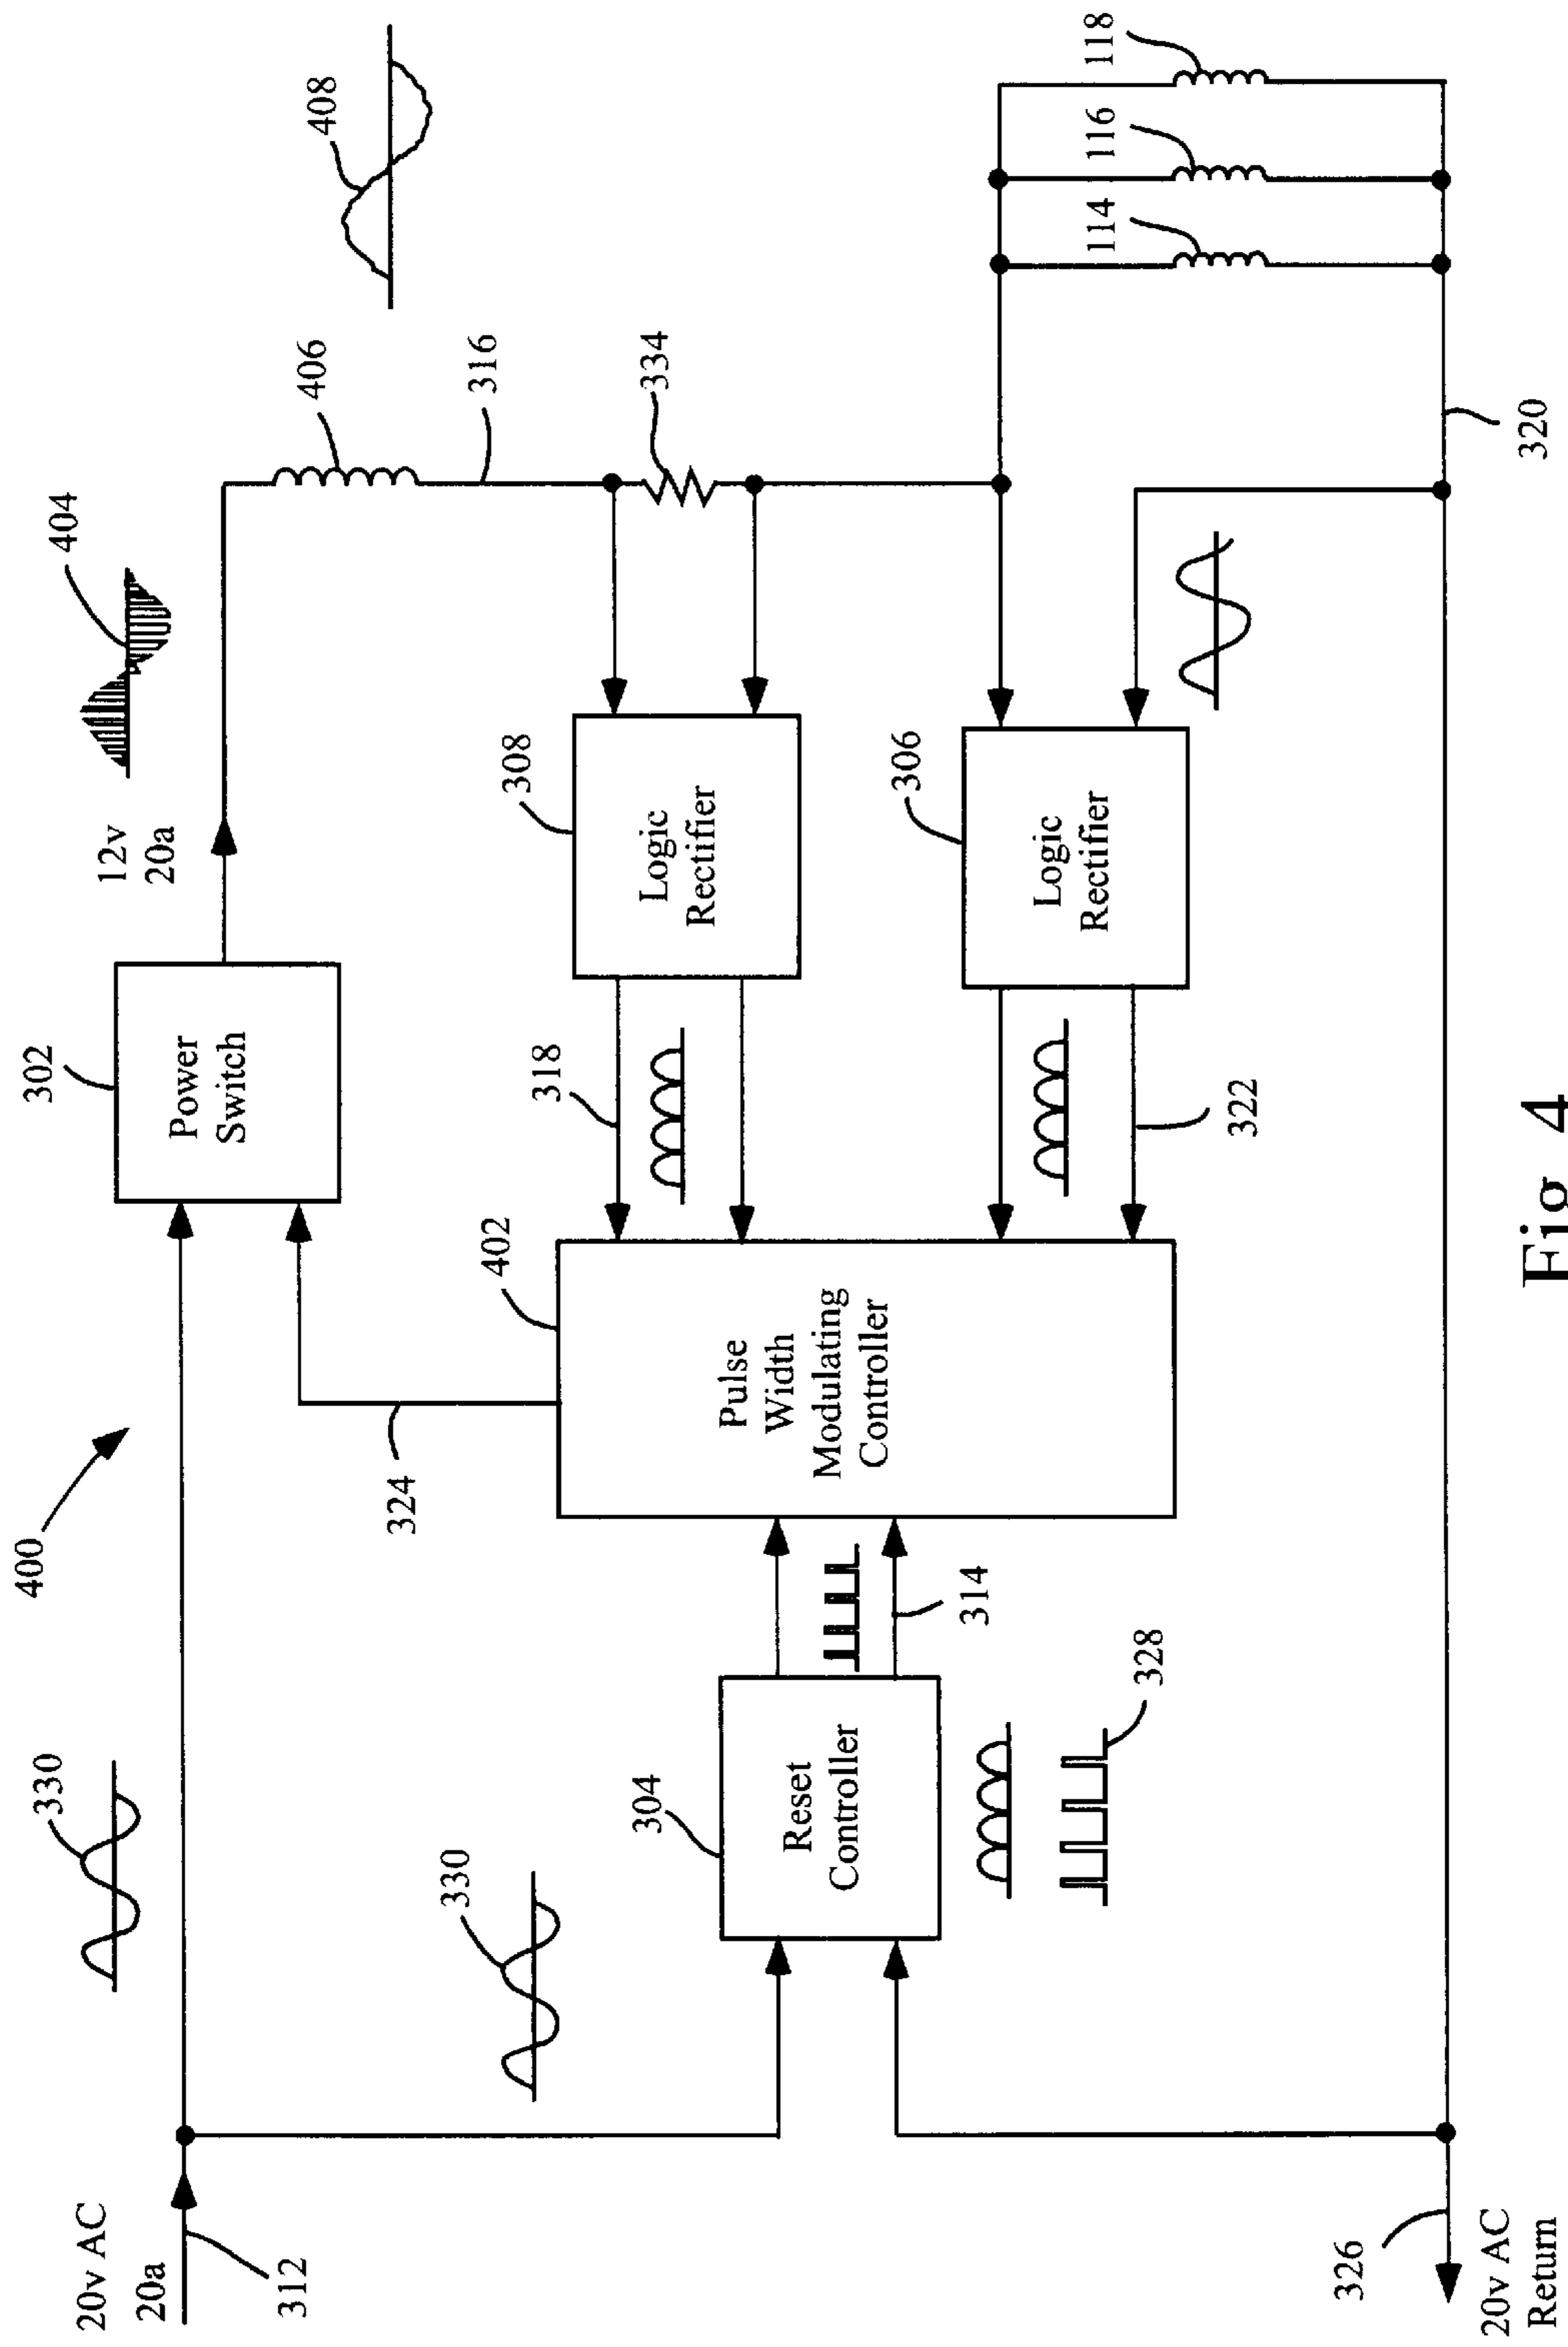 400
330
20v AC
20a
312
330
302
Power
Switch
12v
20a
404
406
408
316
334
324
402
Pulse
Width
Modulating
Controller
318
308
Logic
Rectifier
306
Logic
Rectifier
322
304
Reset
Controller
314
328
114
116
118
320
326
20v AC
Return
Fig. 4